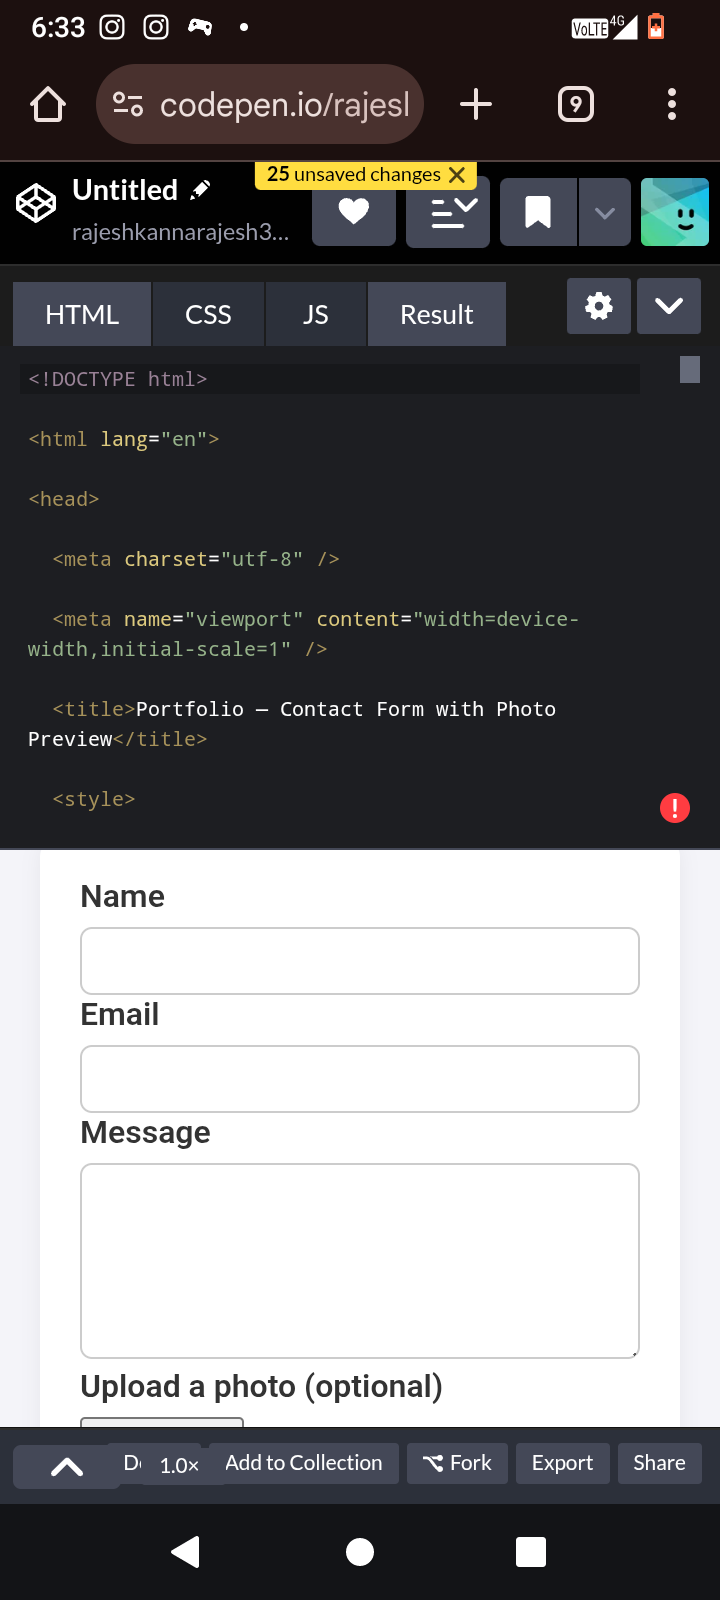 6:33
VoLTE 4G
codepen.io/rajesl
9
25 unsaved changes
Untitled
rajeshkannarajesh3...
HTML CSS JS Result
<!DOCTYPE html>
<html lang="en">
<head>
<meta charset="utf-8" />
<meta name="viewport" content="width=device-
width,initial-scale=1" />
<title>Portfolio — Contact Form with Photo
Preview</title>
<style>
!
Name
Email
Message
Upload a photo (optional)
1.0× Add to Collection Fork Export Share